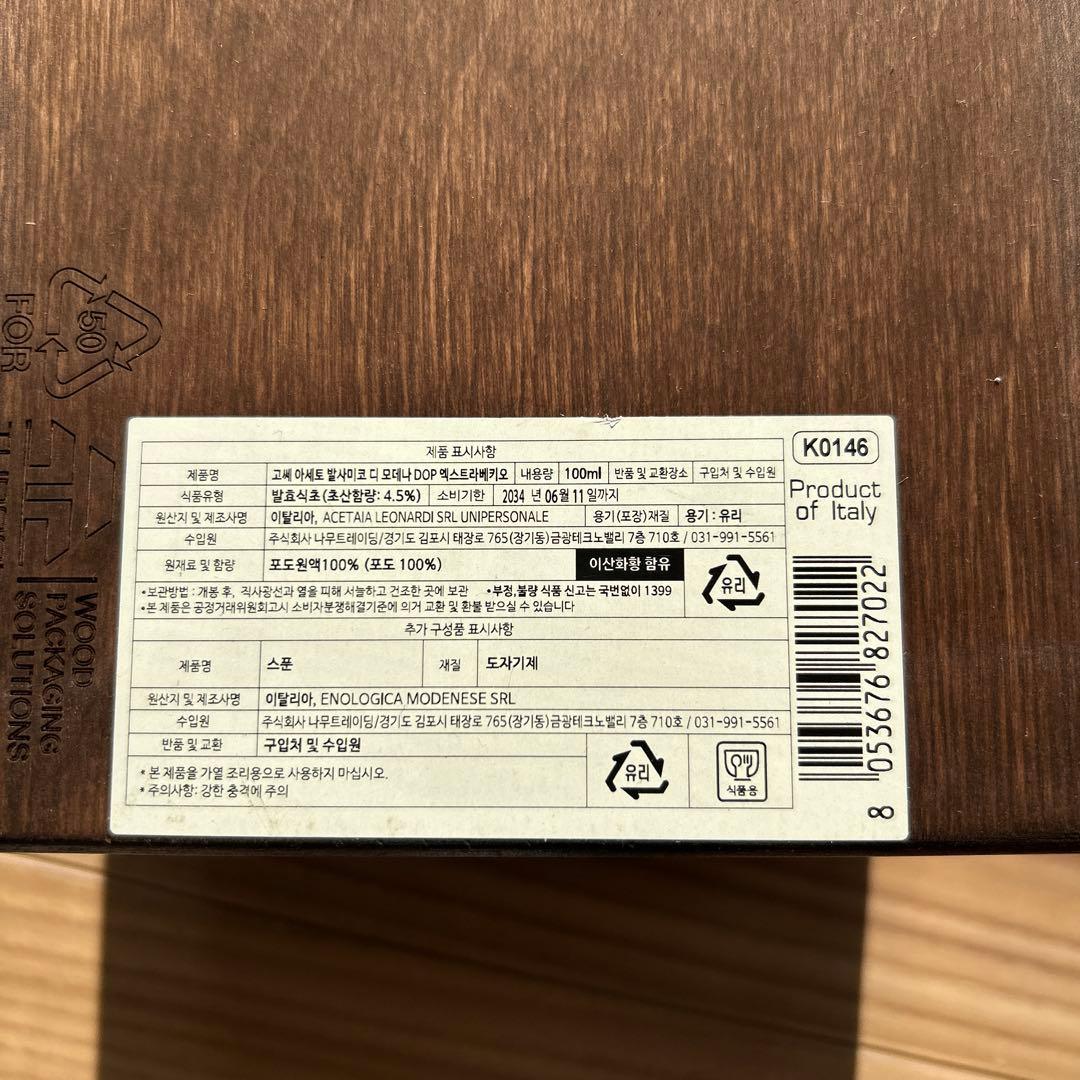 제품 표시사항
제품명 고쎄 아세토 발사미코 디 모데나 DOP 엑스트라베키오 내용량 100ml 반품 및 교환장소 구입처 및 수입원
식품유형 발효식초 (초산함량: 4.5%) 소비기한 2034 년 06월 11일까지
원산지 및 제조사명 이탈리아, ACETAIA LEONARDI SRL UNIPERSONALE 용기(포장)재질 용기 : 유리
수입원 주식회사 나무트레이딩/경기도 김포시 태장로 765(장기동)금광테크노밸리 7층 710호 / 031-991-5561
원재료 및 함량 포도원액100% (포도 100%) 이산화황 함유
유리
•보관방법 : 개봉 후, 직사광선과 열을 피해 서늘하고 건조한 곳에 보관 •부정,불량 식품 신고는 국번없이 1399
•본 제품은 공정거래위원회고시 소비자분쟁해결기준에 의거 교환 및 환불 받으실 수 있습니다
추가 구성품 표시사항
제품명 스푼 재질 도자기제
원산지 및 제조사명 이탈리아, ENOLOGICA MODENESE SRL
수입원 주식회사 나무트레이딩/경기도 김포시 태장로 765(장기동)금광테크노밸리 7층 710호 / 031-991-5561
반품 및 교환 구입처 및 수입원
* 본 제품을 가열 조리용으로 사용하지 마십시오.
* 주의사항: 강한 충격에 주의
유리
식품용
K0146
Product
of Italy
8 053676 827022
50
FOR
WOOD
PACKAGING
SOLUTIONS